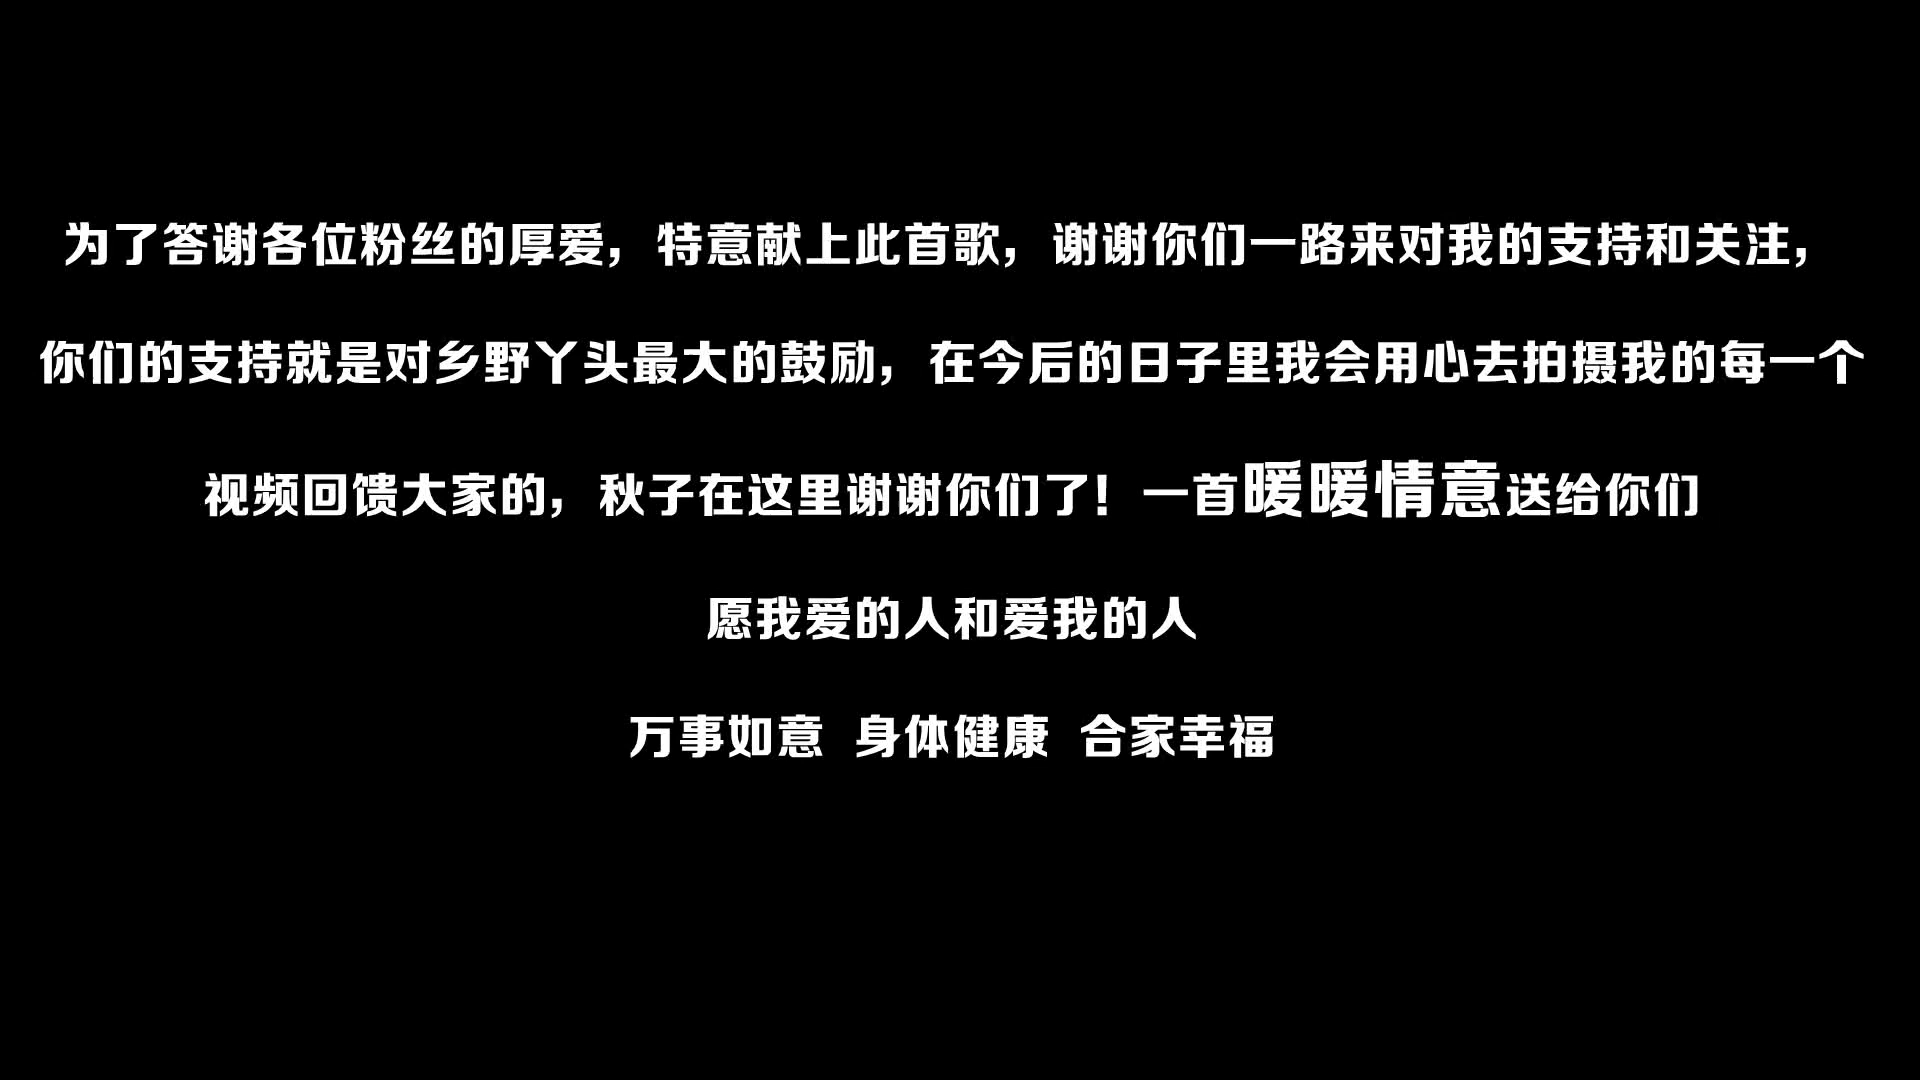 为了答谢各位粉丝的厚爱，特意献上此首歌，谢谢你们一路来对我的支持和关注，
你们的支持就是对乡野丫头最大的鼓励，在今后的日子里我会用心去拍摄我的每一个
视频回馈大家的，秋子在这里谢谢你们了！一首暖暖情意送给你们
愿我爱的人和爱我的人
万事如意 身体健康 合家幸福